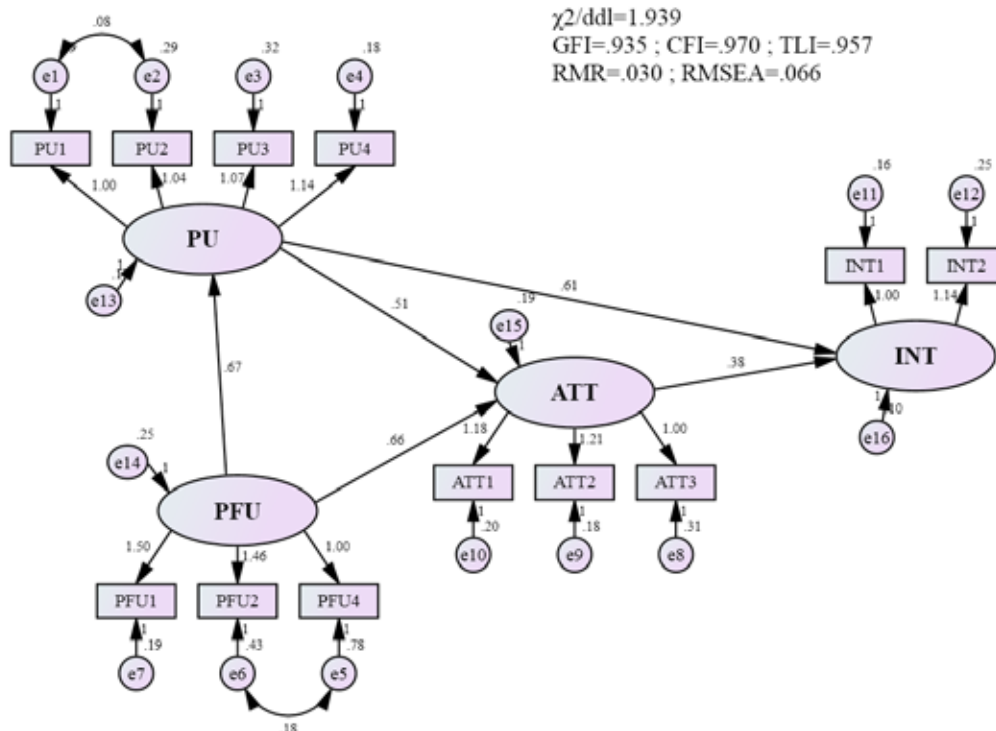 χ2/ddl=1.939
GFI=.935 ; CFI=.970 ; TLI=.957
RMR=.030 ; RMSEA=.066
.08
.29 .32 .18
e1 e2 e3 e4
1 1 1 1
PU1 PU2 PU3 PU4
1.00 1.04 1.07 1.14
.16 .25
e11 e12
1 1
INT1 INT2
1.00 1.14
PU
1
e13
.61
.51
.19
e15
1
INT
.38
ATT
1
e16
.67
.66
1.18 1.21 1.00
ATT1 ATT2 ATT3
1 1 1
.20 .18 .31
e10 e9 e8
.25
e14
1
PFU
1.50 1.46 1.00
PFU1 PFU2 PFU4
1 1 1
.19 .43 .78
e7 e6 e5
.18